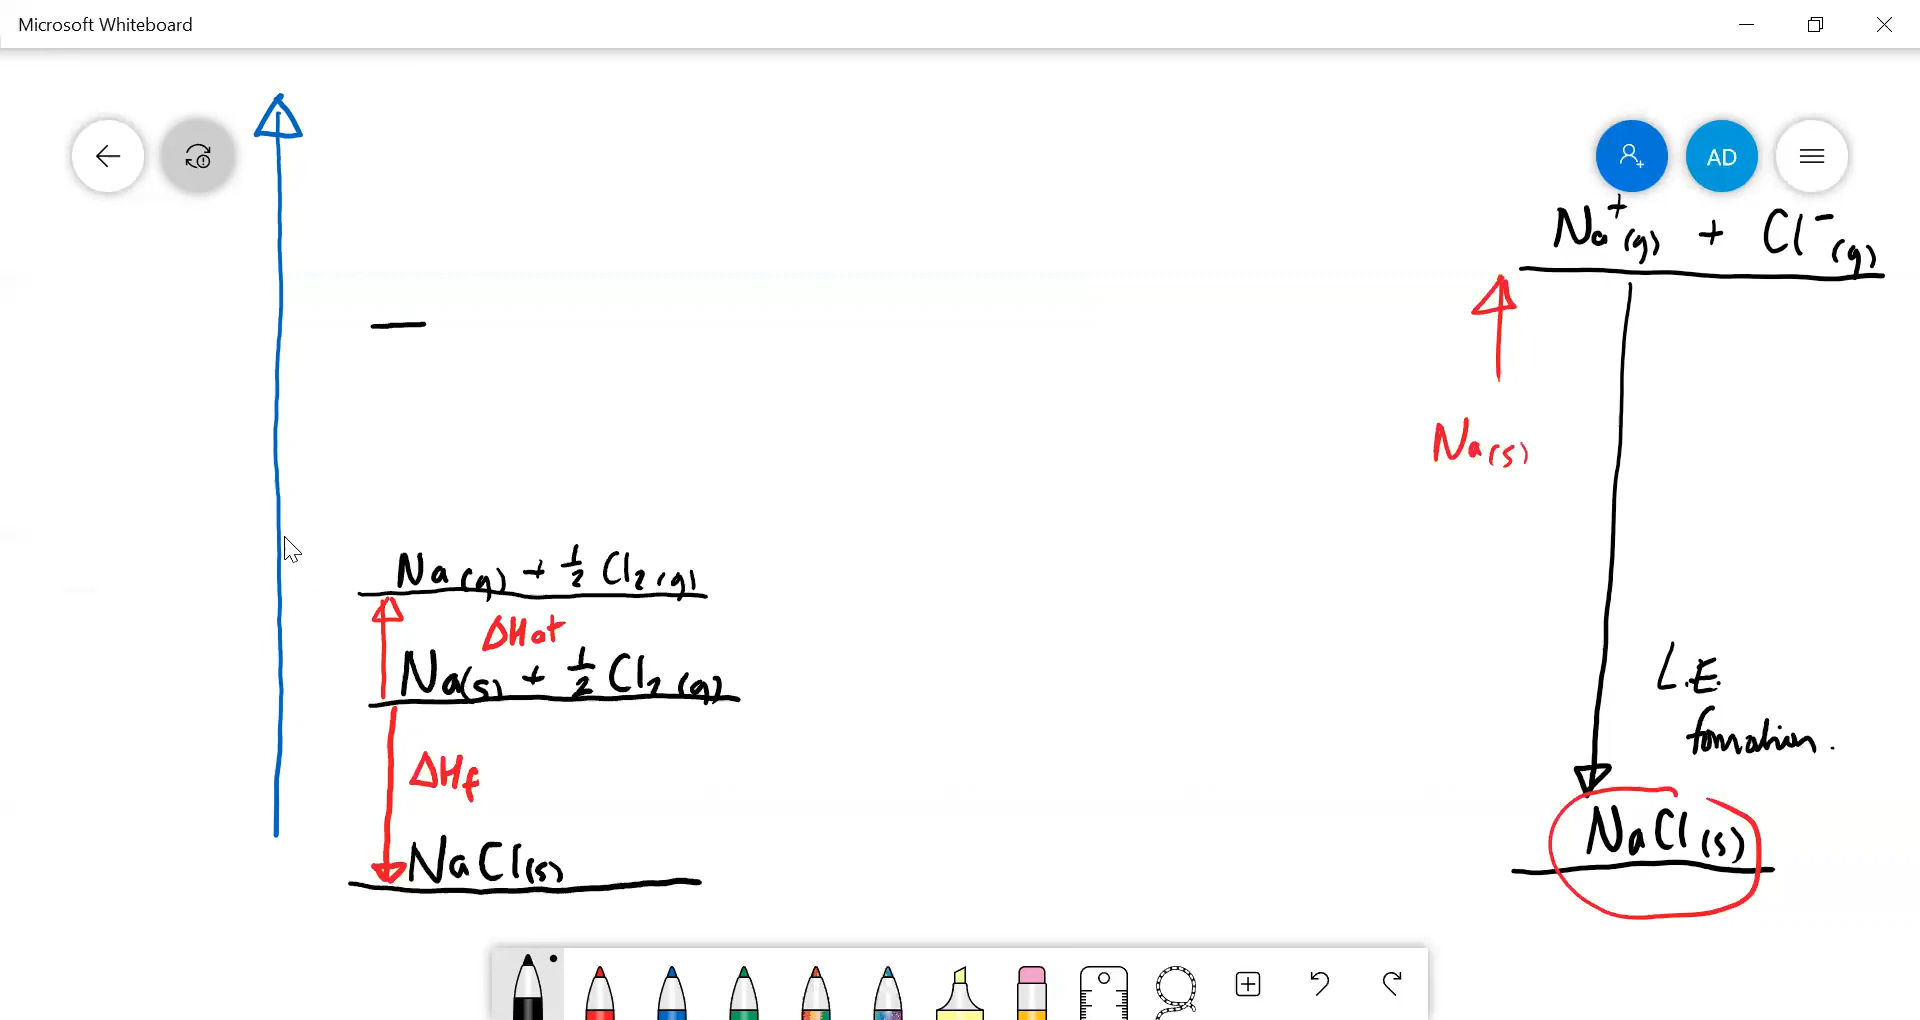 Microsoft Whiteboard
AD
Na⁺(g) + Cl⁻(g)
Na(s)
Na(g) + ½ Cl₂(g)
ΔHat
Na(s) + ½ Cl₂(g)
L.E.
formation.
ΔHf
NaCl(s)
NaCl(s)